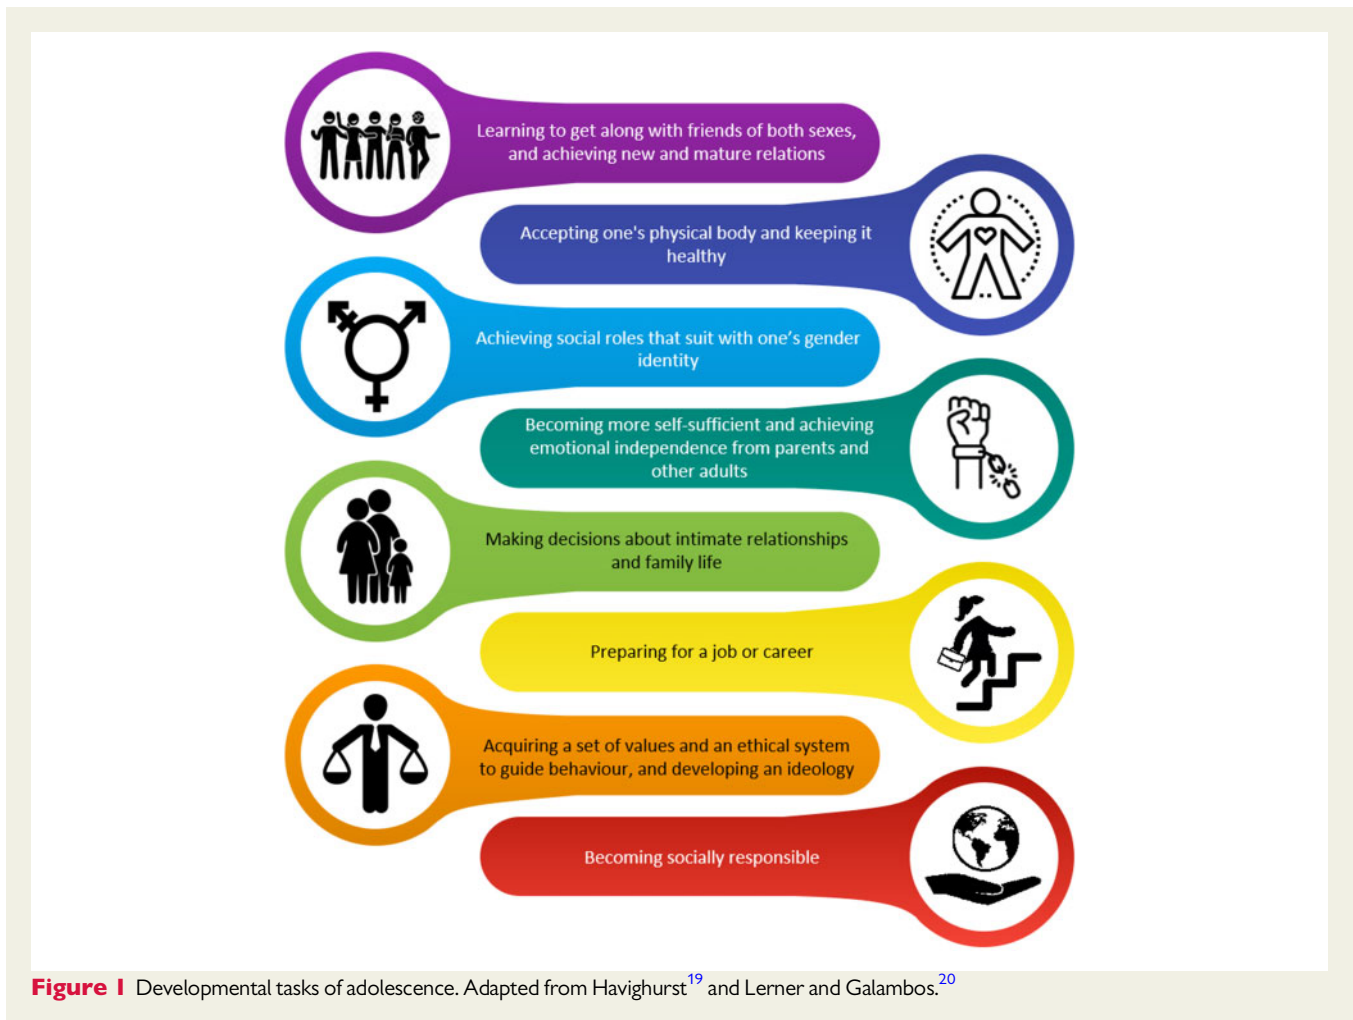 Learning to get along with friends of both sexes,
and achieving new and mature relations
Accepting one's physical body and keeping it
healthy
Achieving social roles that suit with one’s gender
identity
Becoming more self-sufficient and achieving
emotional independence from parents and
other adults
Making decisions about intimate relationships
and family life
Preparing for a job or career
Acquiring a set of values and an ethical system
to guide behaviour, and developing an ideology
Becoming socially responsible
Figure 1 Developmental tasks of adolescence. Adapted from Havighurst19 and Lerner and Galambos.20